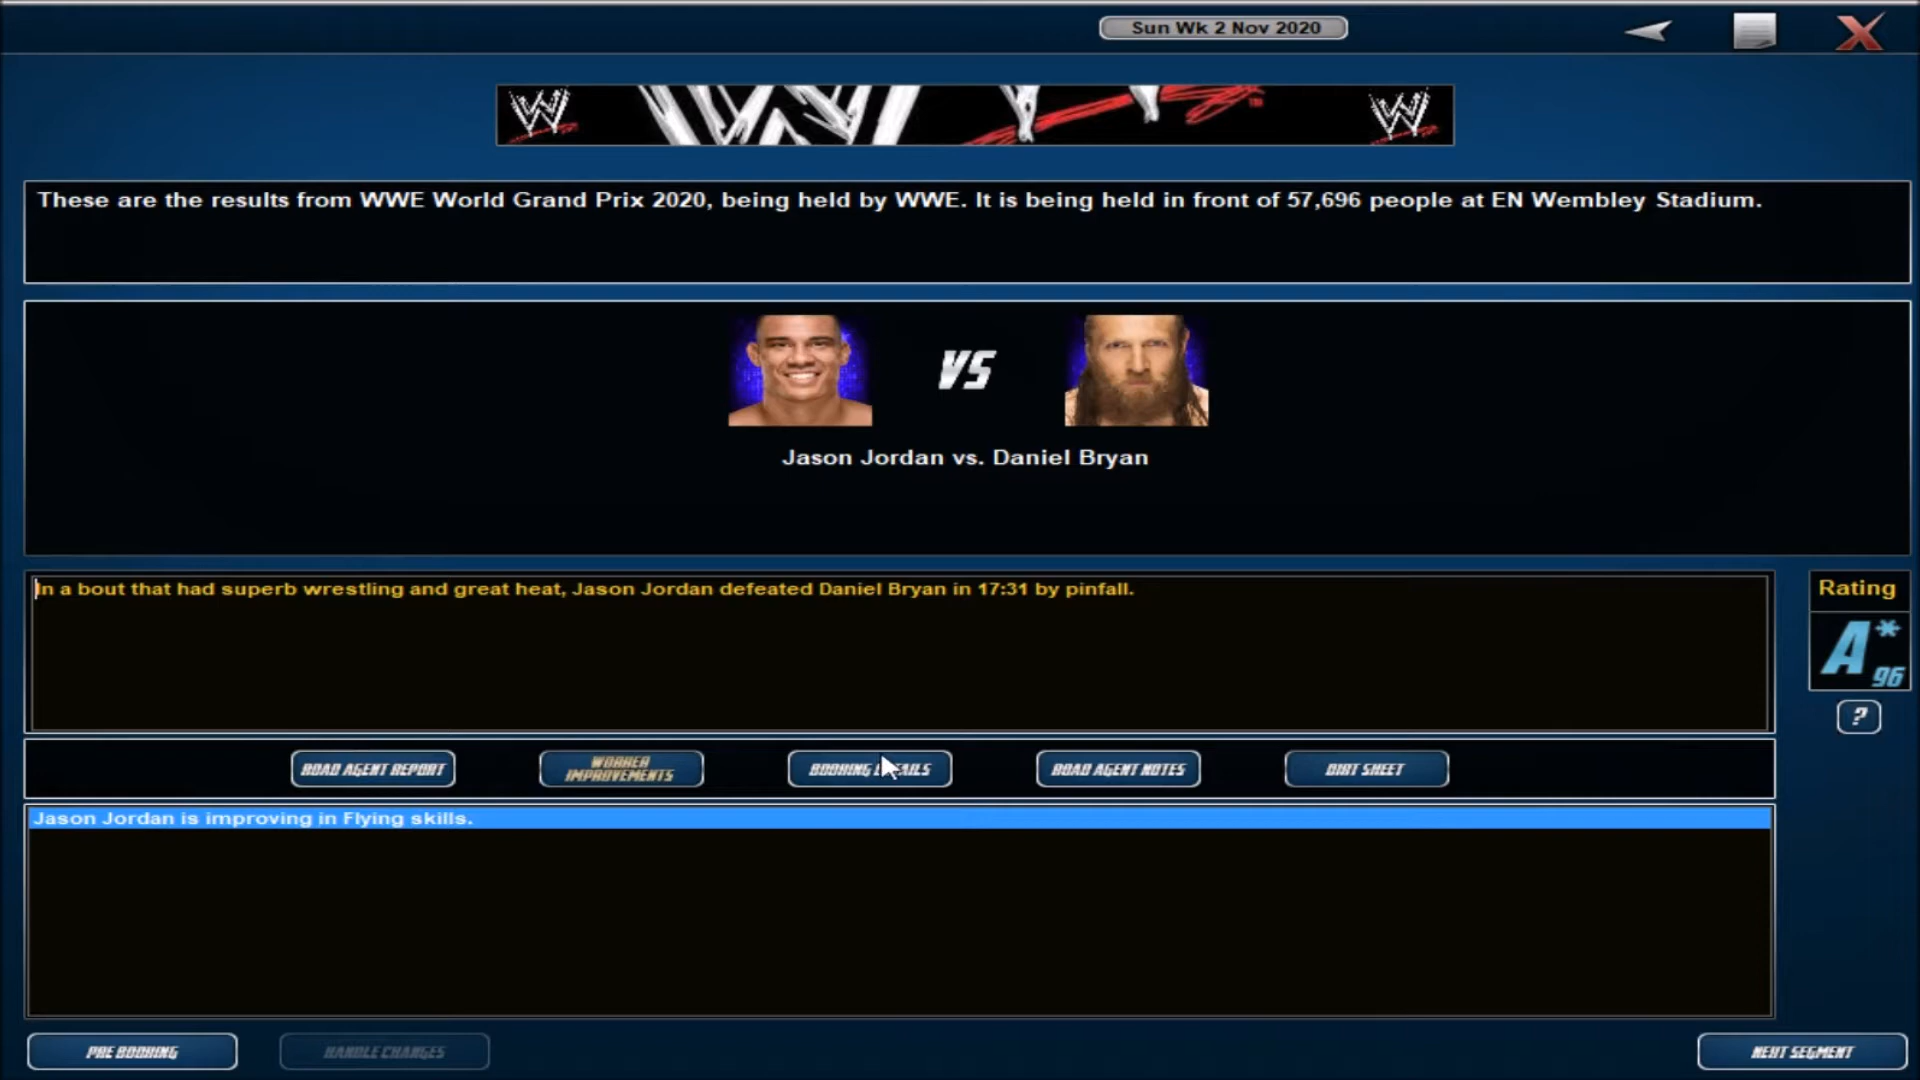 Sun Wk 2 Nov 2020
These are the results from WWE World Grand Prix 2020, being held by WWE. It is being held in front of 57,696 people at EN Wembley Stadium.
VS
Jason Jordan vs. Daniel Bryan
In a bout that had superb wrestling and great heat, Jason Jordan defeated Daniel Bryan in 17:31 by pinfall.
Rating
A*
96
?
ROAD AGENT REPORT
WORKER
IMPROVEMENTS
BOOKING DETAILS
ROAD AGENT NOTES
DIRT SHEET
Jason Jordan is improving in Flying skills.
PRE BOOKING
HANDLE CHANGES
NEXT SEGMENT